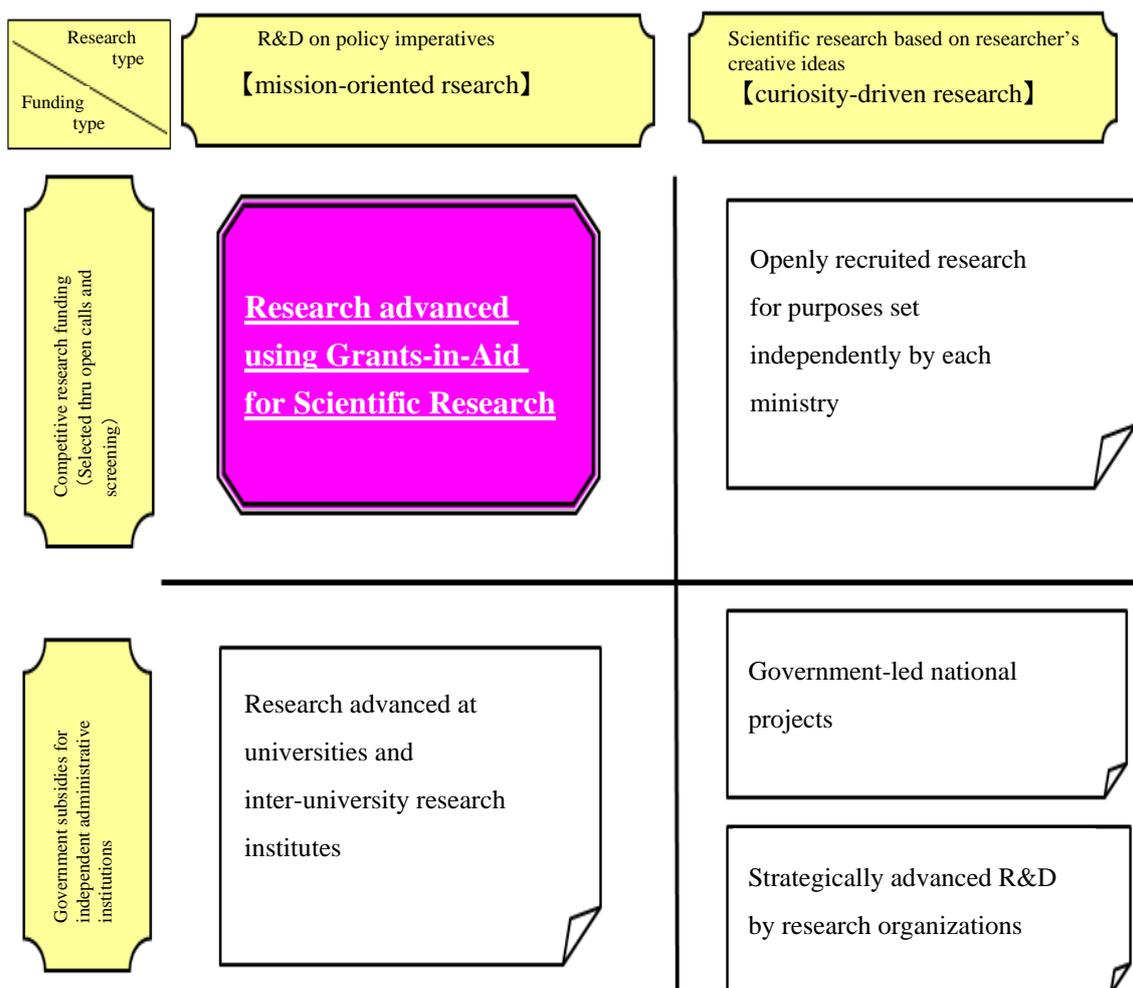 Research
type
Funding
type
R&D on policy imperatives
【mission-oriented rsearch】
Scientific research based on researcher's
creative ideas
【curiosity-driven research】
Competitive research funding
(Selected thru open calls and
screening)
Research advanced
using Grants-in-Aid
for Scientific Research
Openly recruited research
for purposes set
independently by each
ministry
Government subsidies for
independent administrative
institutions
Research advanced at
universities and
inter-university research
institutes
Government-led national
projects
Strategically advanced R&D
by research organizations